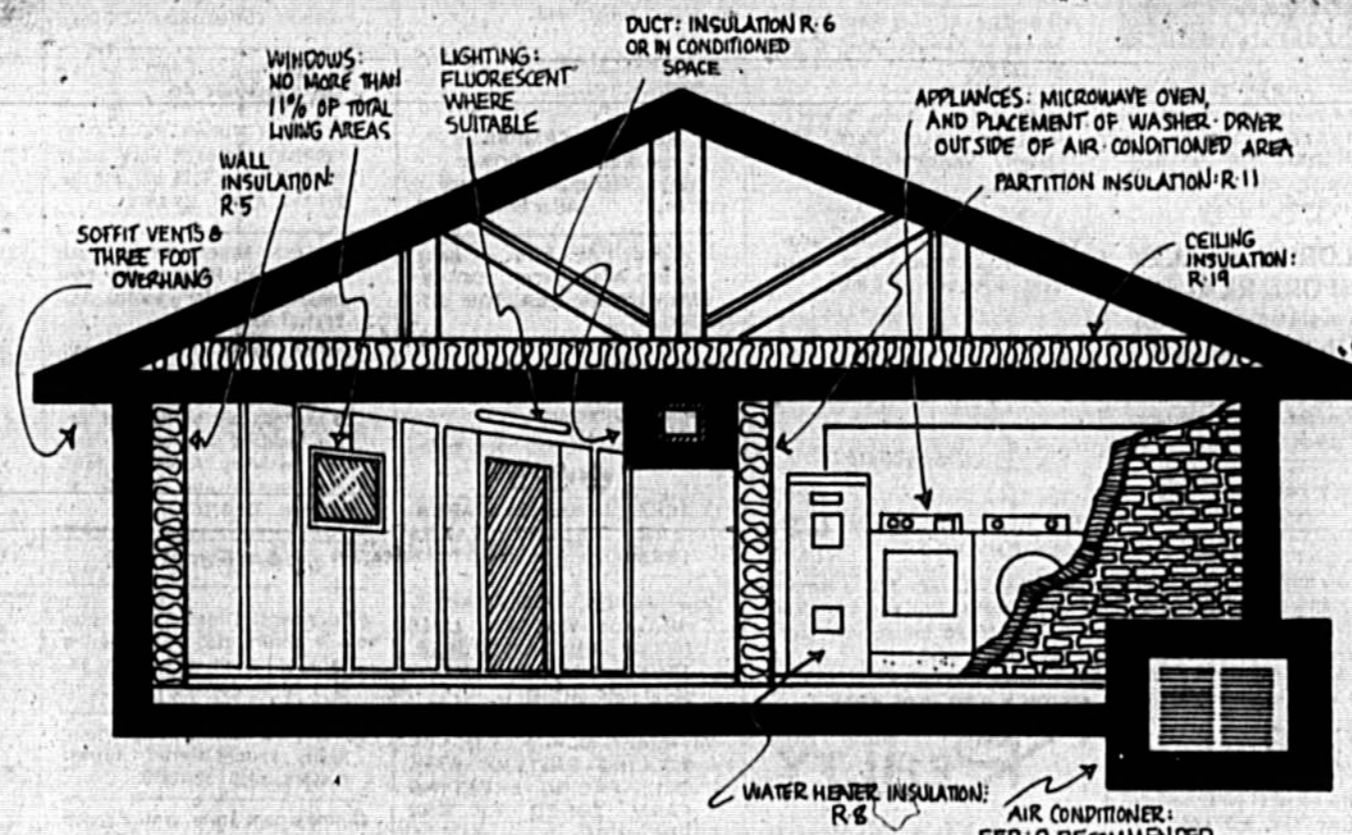 DUCT: INSULATION R-6
OR IN CONDITIONED
SPACE
WINDOWS:
NO MORE THAN
11% OF TOTAL
LIVING AREAS
LIGHTING:
FLUORESCENT
WHERE
SUITABLE
APPLIANCES: MICROWAVE OVEN,
AND PLACEMENT OF WASHER-DRYER
OUTSIDE OF AIR-CONDITIONED AREA
WALL
INSULATION:
R-5
PARTITION INSULATION: R-11
SOFFIT VENTS &
THREE FOOT
OVERHANG
CEILING
INSULATION:
R-19
WATER HEATER INSULATION:
R-8
AIR CONDITIONER:
RECOMMENDED